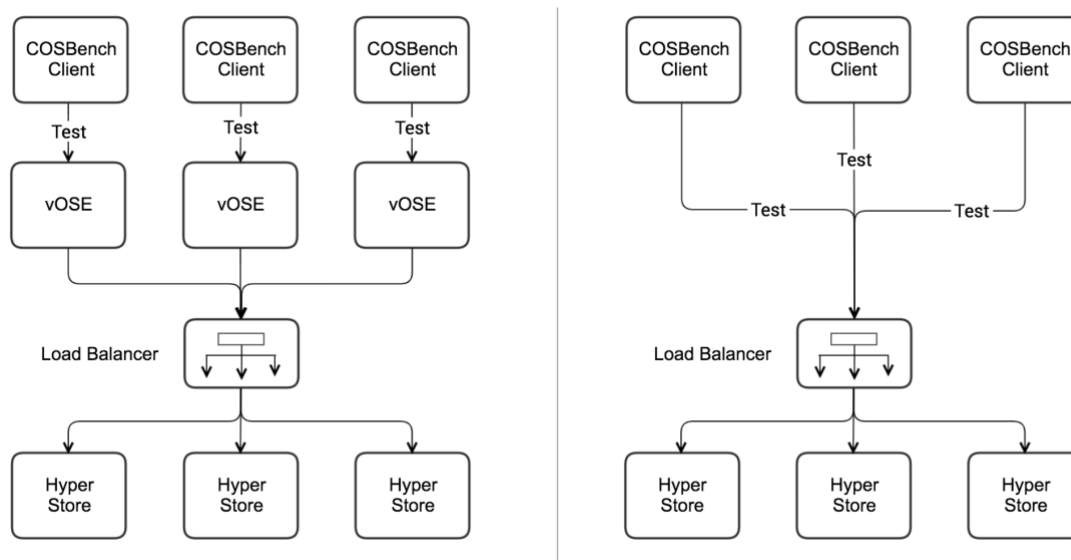 COSBench
Client
COSBench
Client
COSBench
Client
Test
Test
Test
vOSE
vOSE
vOSE
Load Balancer
Hyper
Store
Hyper
Store
Hyper
Store
COSBench
Client
COSBench
Client
COSBench
Client
Test
Test
Test
Load Balancer
Hyper
Store
Hyper
Store
Hyper
Store